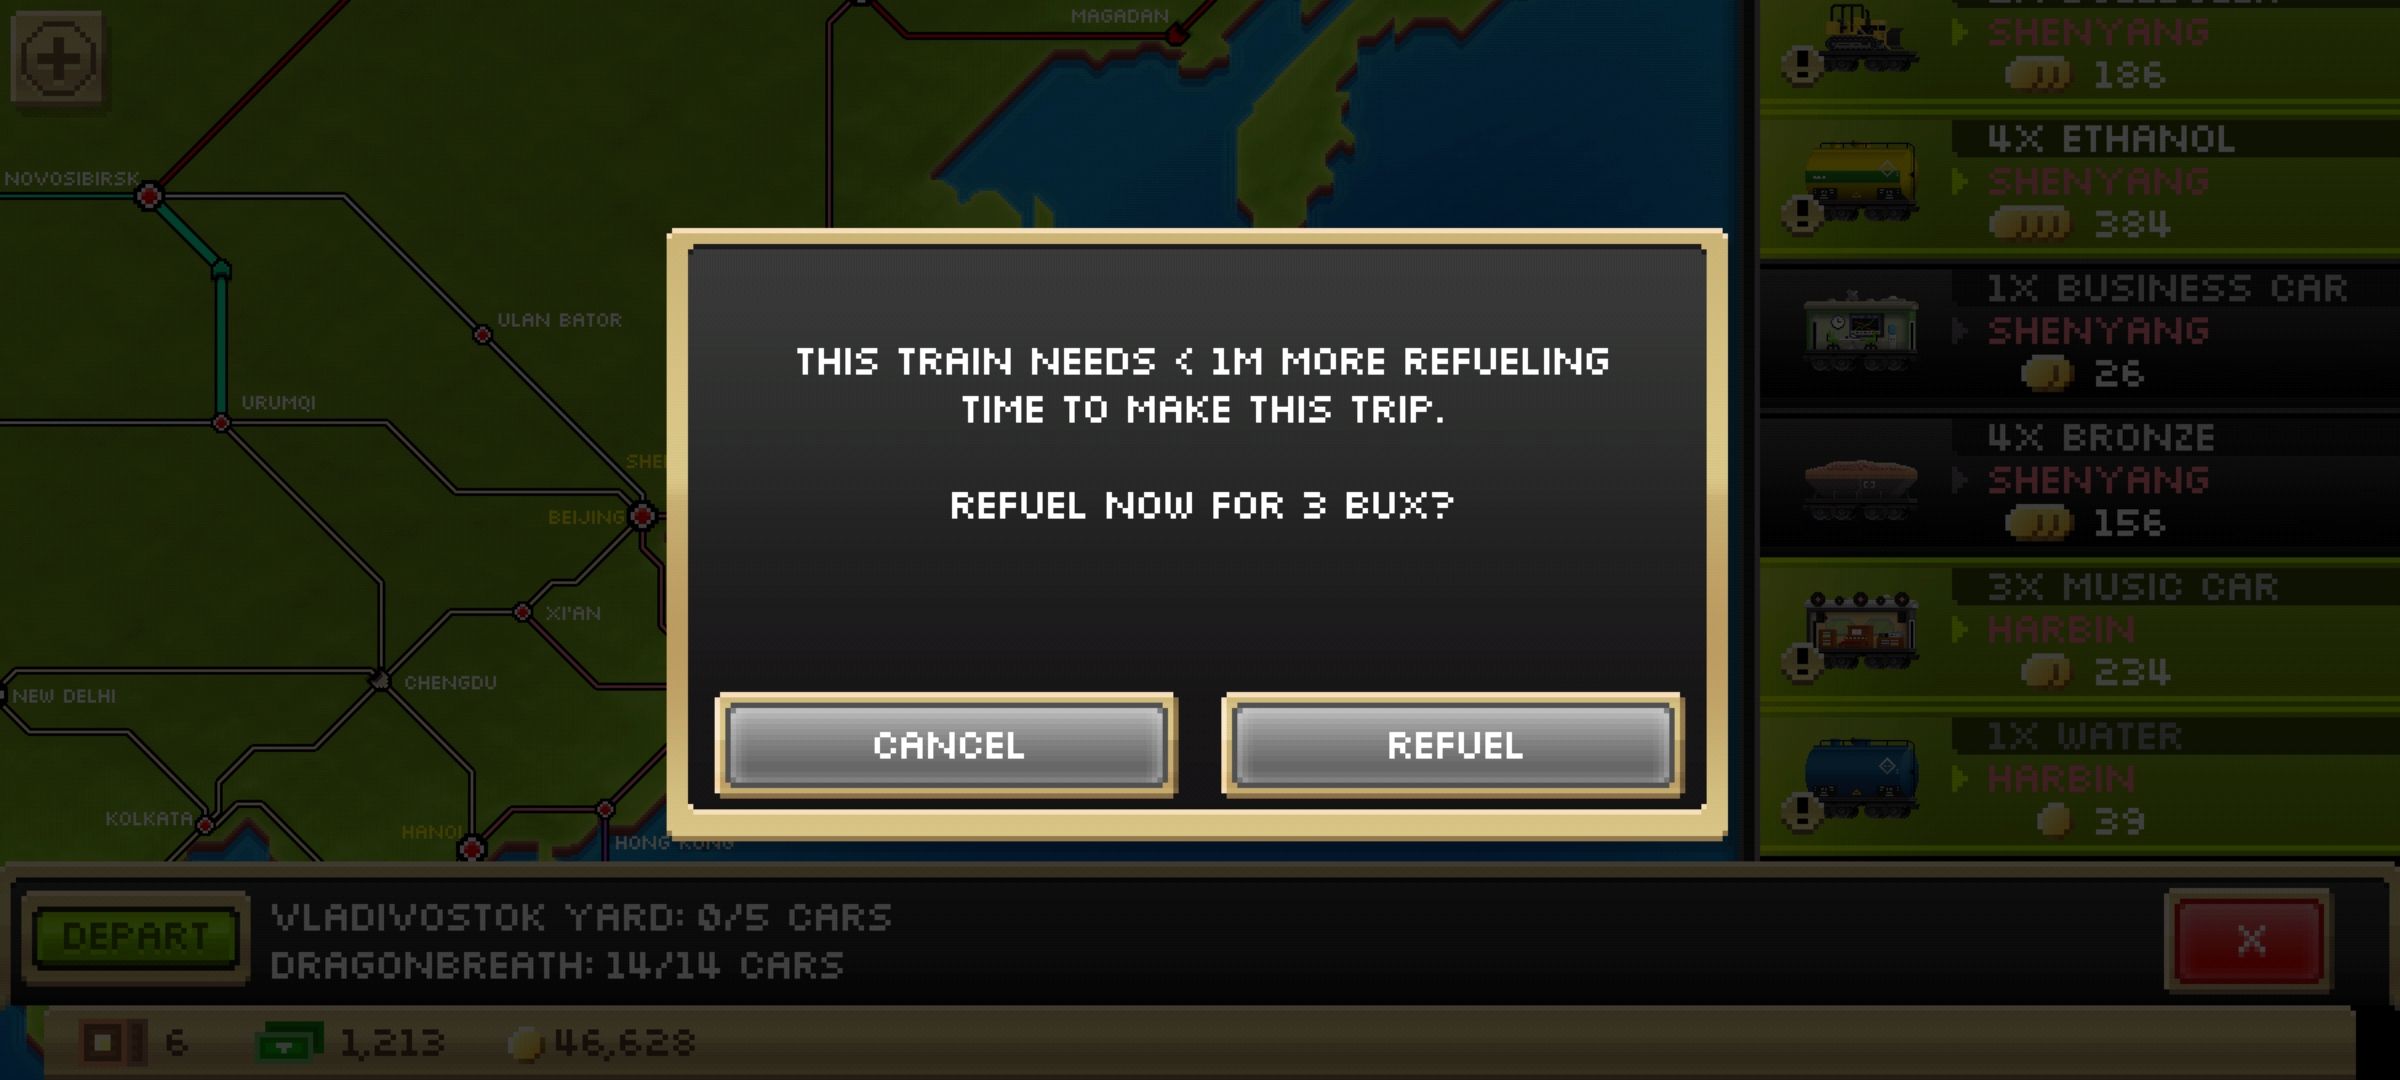 MAGADAN
NOVOSIBIRSK
ULAN BATOR
URUMQI
BEIJING
XI'AN
CHENGDU
NEW DELHI
KOLKATA
HANOI
HONG KONG
THIS TRAIN NEEDS < 1M MORE REFUELING
TIME TO MAKE THIS TRIP.
REFUEL NOW FOR 3 BUX?
CANCEL
REFUEL
SHENYANG
186
4X ETHANOL
SHENYANG
384
1X BUSINESS CAR
SHENYANG
26
4X BRONZE
SHENYANG
156
3X MUSIC CAR
HARBIN
234
1X WATER
HARBIN
39
DEPART
VLADIVOSTOK YARD: 0/5 CARS
DRAGONBREATH: 14/14 CARS
X
6
1,213
46,628